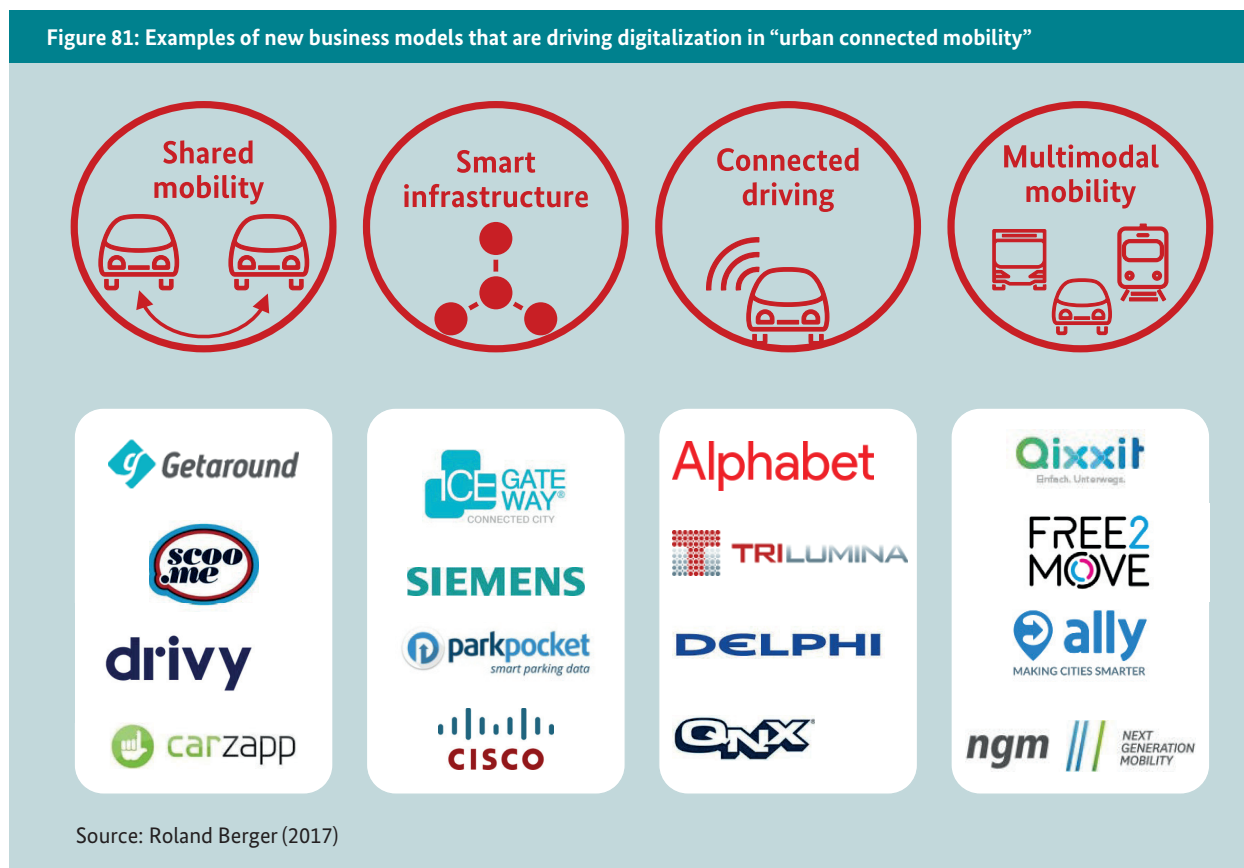 Figure 81: Examples of new business models that are driving digitalization in “urban connected mobility”
Shared
mobility
Smart
infrastructure
Connected
driving
Multimodal
mobility
Getaround
scoo
.me
drivy
carzapp
ICE GATE
WAY®
CONNECTED CITY
SIEMENS
parkpocket
smart parking data
CISCO
Alphabet
TRILUMINA
DELPHI
QNX®
Qixxit
Einfach. Unterwegs.
FREE2
MOVE
ally
MAKING CITIES SMARTER
ngm
NEXT
GENERATION
MOBILITY
Source: Roland Berger (2017)